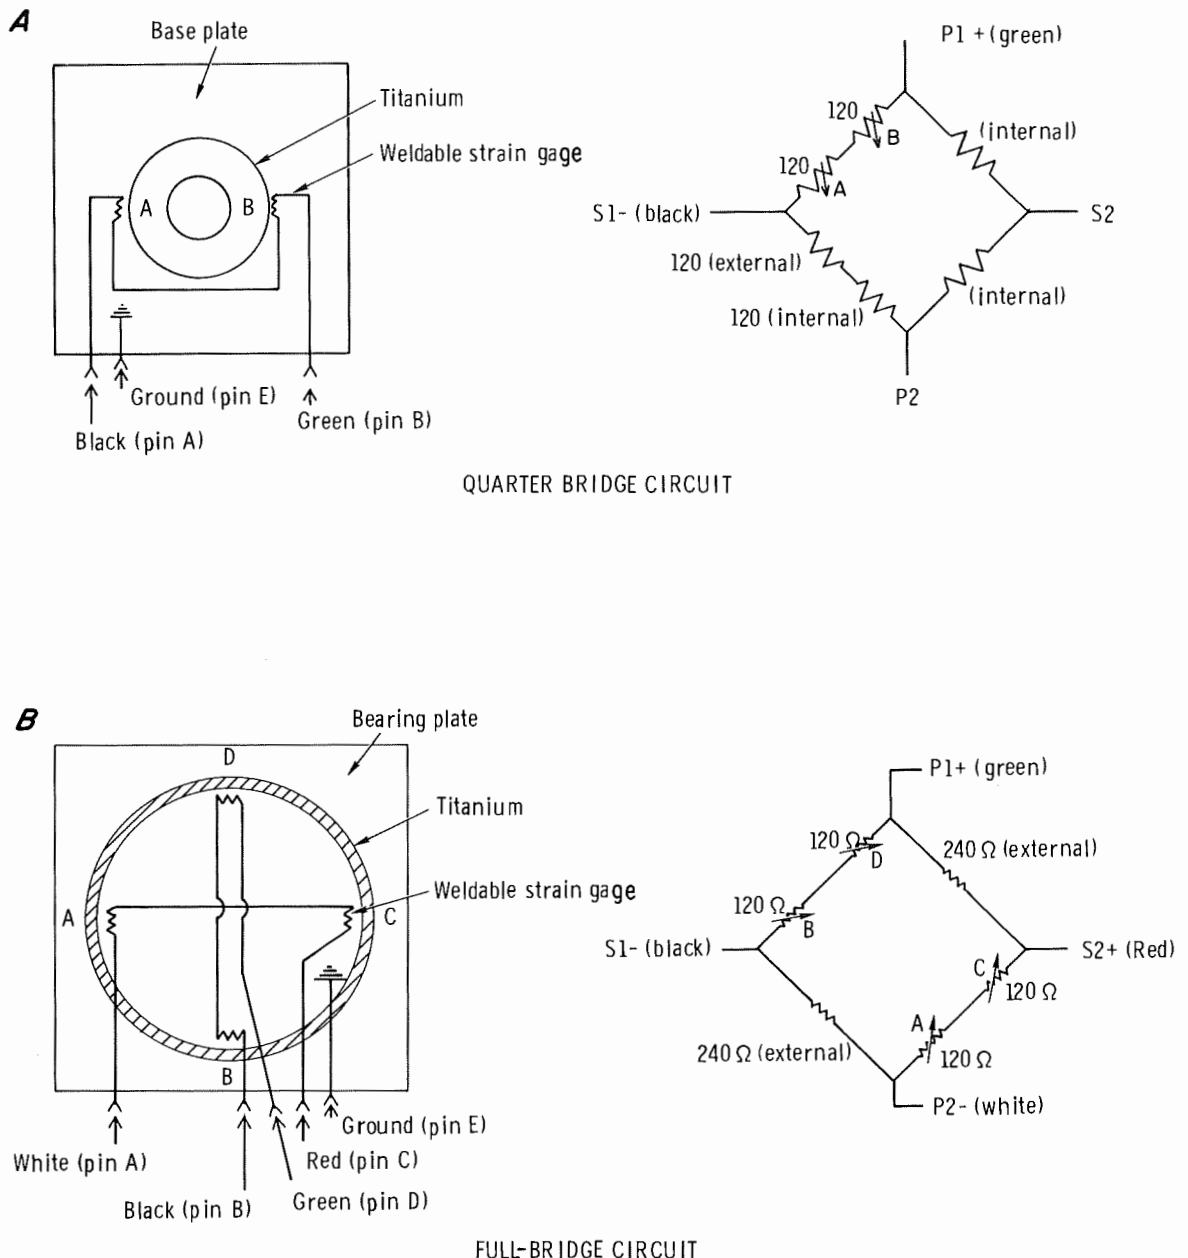 A
Base plate
Titanium
Weldable strain gage
A B
Ground (pin E)
Green (pin B)
Black (pin A)
P1 + (green)
120
B
(internal)
120
A
S1- (black)
S2
120 (external)
(internal)
120 (internal)
P2
QUARTER BRIDGE CIRCUIT
B
Bearing plate
D
Titanium
Weldable strain gage
A
C
B
Ground (pin E)
White (pin A)
Red (pin C)
Green (pin D)
Black (pin B)
P1+ (green)
120 Ω
D
240 Ω (external)
120 Ω
B
S1- (black)
S2+ (Red)
C
120 Ω
A
240 Ω (external)
120 Ω
P2- (white)
FULL-BRIDGE CIRCUIT